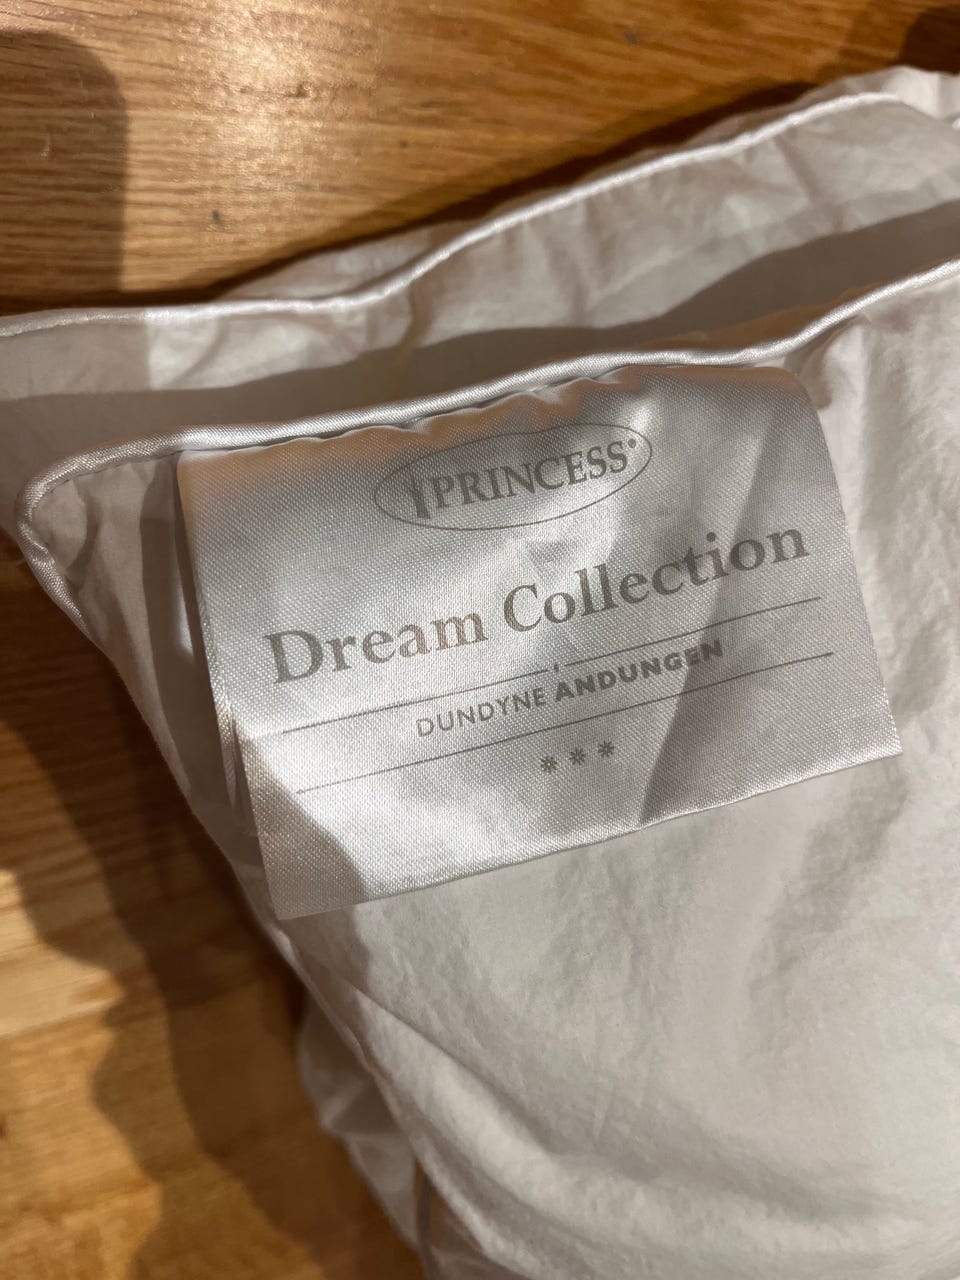 PRINCESS®
Dream Collection
DUNDYNE ANDUNGEN
***